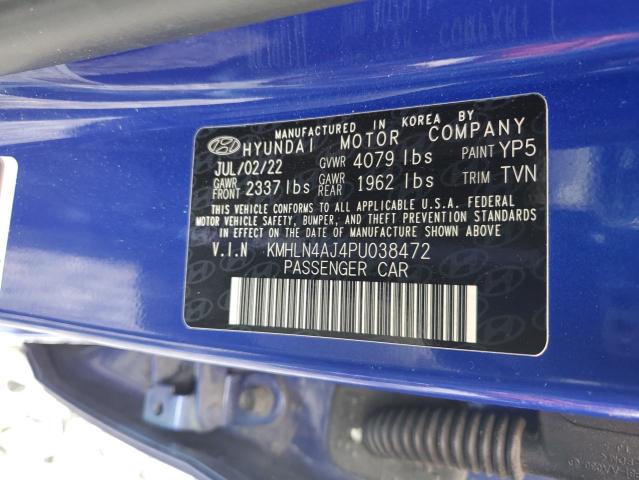 MANUFACTURED IN KOREA BY
HYUNDAI MOTOR COMPANY
JUL/02/22 GVWR 4079 lbs PAINT YP5
GAWR FRONT 2337 lbs GAWR REAR 1962 lbs TRIM TVN
THIS VEHICLE CONFORMS TO ALL APPLICABLE U.S.A. FEDERAL
MOTOR VEHICLE SAFETY, BUMPER, AND THEFT PREVENTION STANDARDS
IN EFFECT ON THE DATE OF MANUFACTURE SHOWN ABOVE
V.I.N KMHLN4AJ4PU038472
PASSENGER CAR